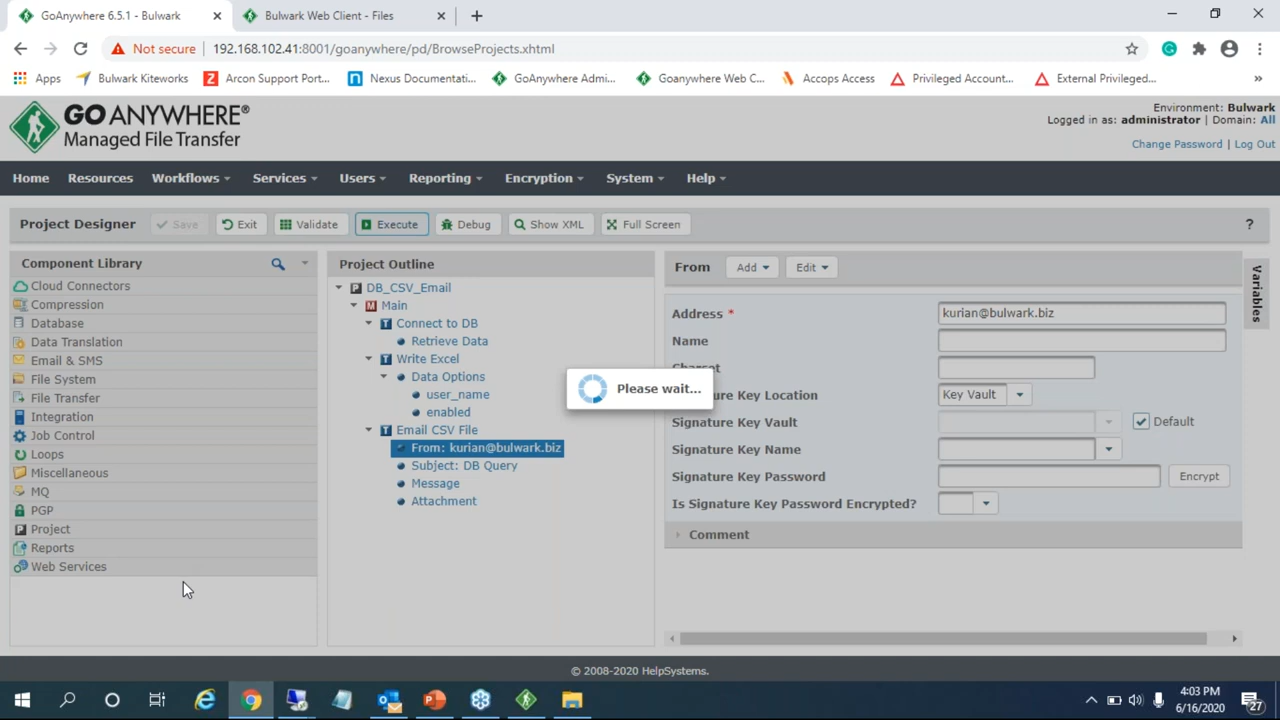 GoAnywhere 6.5.1 - Bulwark
Bulwark Web Client - Files
Not secure 192.168.102.41:8001/goanywhere/pd/BrowseProjects.xhtml
Apps Bulwark Kiteworks Arcon Support Port... Nexus Documentati... GoAnywhere Admi... Goanywhere Web C... Accops Access Privileged Account... External Privileged... »
GO ANYWHERE®
Managed File Transfer
Environment: Bulwark
Logged in as: administrator | Domain: All
Change Password | Log Out
Home Resources Workflows Services Users Reporting Encryption System Help
Project Designer Save Exit Validate Execute Debug Show XML Full Screen ?
Component Library
Cloud Connectors
Compression
Database
Data Translation
Email & SMS
File System
File Transfer
Integration
Job Control
Loops
Miscellaneous
MQ
PGP
Project
Reports
Web Services
Project Outline
DB_CSV_Email
Main
Connect to DB
Retrieve Data
Write Excel
Data Options
user_name
enabled
Email CSV File
From: kurian@bulwark.biz
Subject: DB Query
Message
Attachment
Please wait...
From Add Edit
Address * kurian@bulwark.biz
Name
Signature Key Location Key Vault
Signature Key Vault Default
Signature Key Name
Signature Key Password Encrypt
Is Signature Key Password Encrypted?
Comment
Variables
© 2008-2020 HelpSystems.
4:03 PM
6/16/2020
27